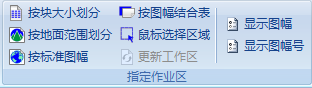 按块大小划分
按地面范围划分
按标准图幅
按图幅结合表
鼠标选择区域
更新工作区
显示图幅
显示图幅号
指定作业区